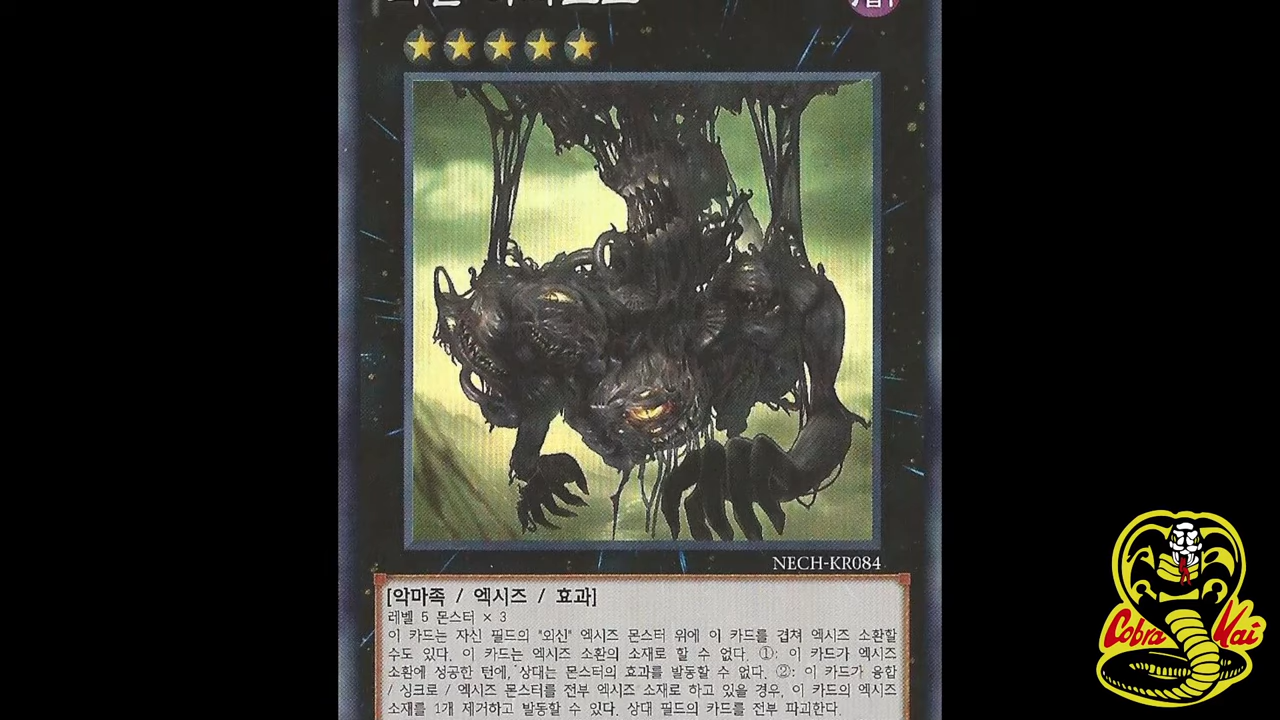 NECH-KR084
[악마족 / 엑시즈 / 효과]
레벨 5 몬스터 × 3
이 카드는 자신 필드의 "외신" 엑시즈 몬스터 위에 이 카드를 겹쳐 엑시즈 소환할
수도 있다. 이 카드는 엑시즈 소환의 소재로 할 수 없다. ①: 이 카드가 엑시즈
소환에 성공한 턴에, 상대는 몬스터의 효과를 발동할 수 없다. ②: 이 카드가 융합
/ 싱크로 / 엑시즈 몬스터를 전부 엑시즈 소재로 하고 있을 경우, 이 카드의 엑시즈
소재를 1개 제거하고 발동할 수 있다. 상대 필드의 카드를 전부 파괴한다.
Cobra Kai